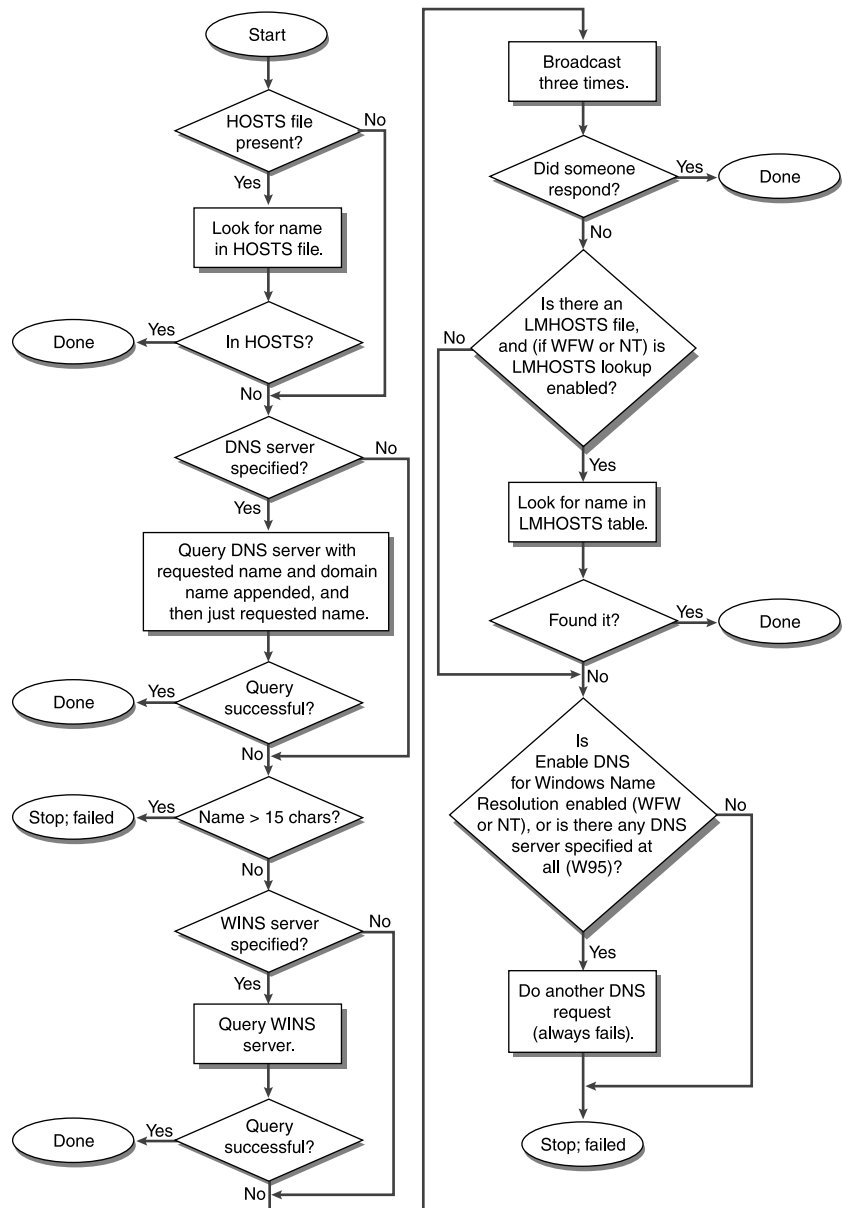 Start
HOSTS file
present?
No
Yes
Look for name
in HOSTS file.
In HOSTS?
Yes
Done
No
DNS server
specified?
No
Yes
Query DNS server with
requested name and domain
name appended, and
then just requested name.
Query
successful?
Yes
Done
No
Name > 15 chars?
Yes
Stop; failed
No
WINS server
specified?
No
Yes
Query WINS
server.
Query
successful?
Yes
Done
No
Broadcast
three times.
Did someone
respond?
Yes
Done
No
Is there an
LMHOSTS file,
and (if WFW or NT) is
LMHOSTS lookup
enabled?
No
Yes
Look for name in
LMHOSTS table.
Found it?
Yes
Done
No
Is
Enable DNS
for Windows Name
Resolution enabled (WFW
or NT), or is there any DNS
server specified at
all (W95)?
No
Yes
Do another DNS
request
(always fails).
Stop; failed